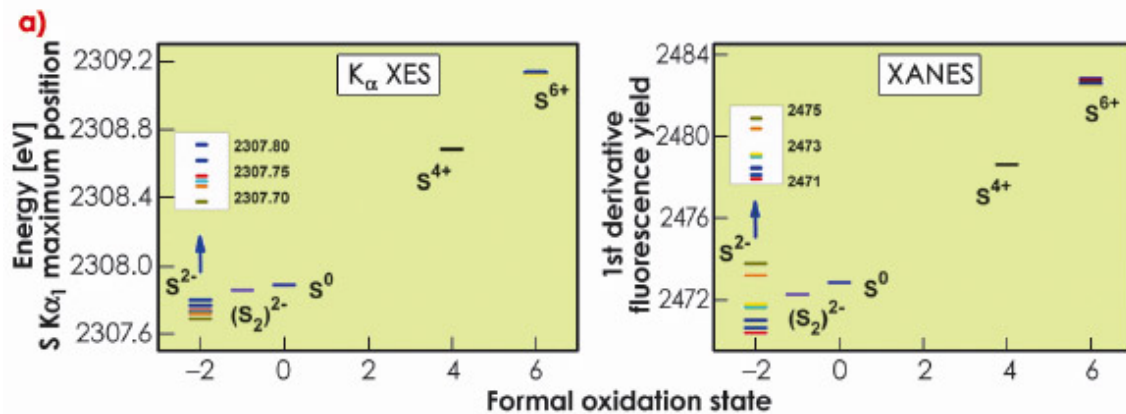 a)
Energy [eV]
S Kα₁ maximum position
2309.2
2308.8
2308.4
2308.0
2307.6
Kα XES
2307.80
2307.75
2307.70
S²⁻
(S₂)²⁻
S⁰
S⁴⁺
S⁶⁺
−2 0 2 4 6
1st derivative
fluorescence yield
2484
2480
2476
2472
XANES
2475
2473
2471
S²⁻
(S₂)²⁻
S⁰
S⁴⁺
S⁶⁺
−2 0 2 4 6
Formal oxidation state